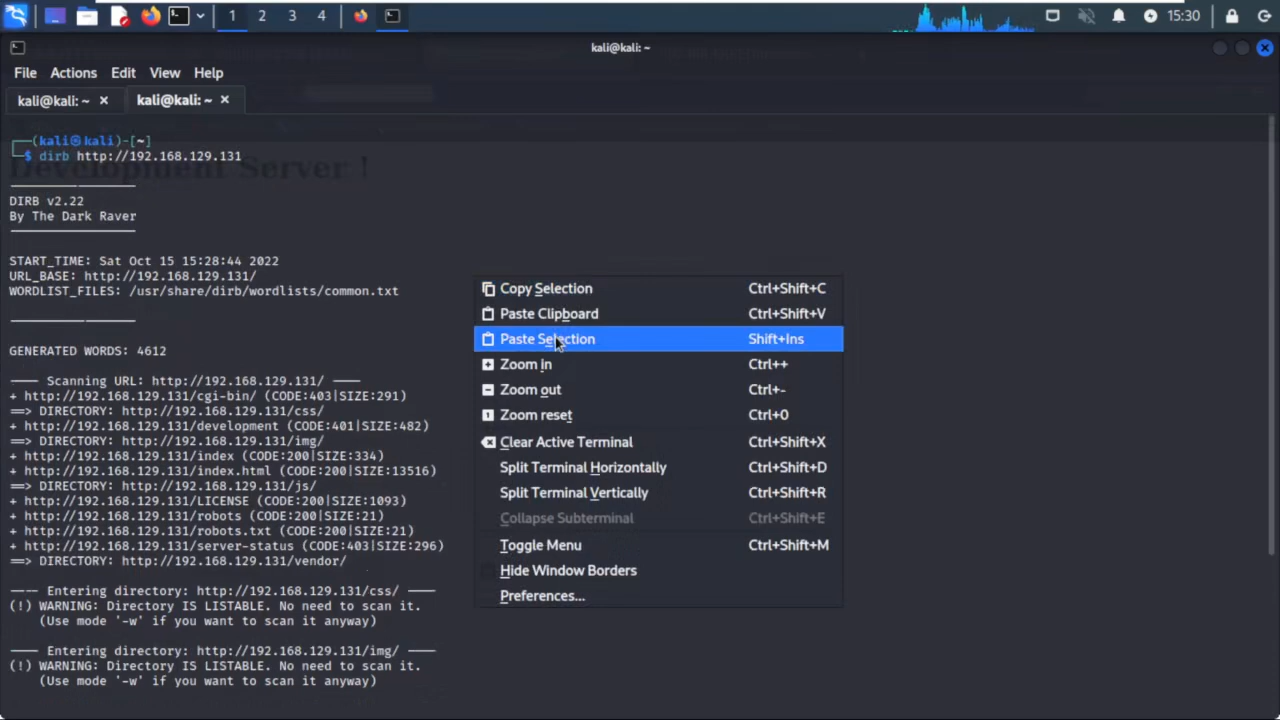 1 2 3 4
15:30
kali@kali: ~
File Actions Edit View Help
kali@kali: ~ × kali@kali: ~ ×
┌──(kali㉿kali)-[~]
└─$ dirb http://192.168.129.131
Development Server !
DIRB v2.22
By The Dark Raver
START_TIME: Sat Oct 15 15:28:44 2022
URL_BASE: http://192.168.129.131/
WORDLIST_FILES: /usr/share/dirb/wordlists/common.txt
GENERATED WORDS: 4612
---- Scanning URL: http://192.168.129.131/ ----
+ http://192.168.129.131/cgi-bin/ (CODE:403|SIZE:291)
==> DIRECTORY: http://192.168.129.131/css/
+ http://192.168.129.131/development (CODE:401|SIZE:482)
==> DIRECTORY: http://192.168.129.131/img/
+ http://192.168.129.131/index (CODE:200|SIZE:334)
+ http://192.168.129.131/index.html (CODE:200|SIZE:13516)
==> DIRECTORY: http://192.168.129.131/js/
+ http://192.168.129.131/LICENSE (CODE:200|SIZE:1093)
+ http://192.168.129.131/robots (CODE:200|SIZE:21)
+ http://192.168.129.131/robots.txt (CODE:200|SIZE:21)
+ http://192.168.129.131/server-status (CODE:403|SIZE:296)
==> DIRECTORY: http://192.168.129.131/vendor/
---- Entering directory: http://192.168.129.131/css/ ----
(!) WARNING: Directory IS LISTABLE. No need to scan it.
(Use mode '-w' if you want to scan it anyway)
---- Entering directory: http://192.168.129.131/img/ ----
(!) WARNING: Directory IS LISTABLE. No need to scan it.
(Use mode '-w' if you want to scan it anyway)
Copy Selection Ctrl+Shift+C
Paste Clipboard Ctrl+Shift+V
Paste Selection Shift+Ins
Zoom in Ctrl++
Zoom out Ctrl+-
Zoom reset Ctrl+0
Clear Active Terminal Ctrl+Shift+X
Split Terminal Horizontally Ctrl+Shift+D
Split Terminal Vertically Ctrl+Shift+R
Collapse Subterminal Ctrl+Shift+E
Toggle Menu Ctrl+Shift+M
Hide Window Borders
Preferences...